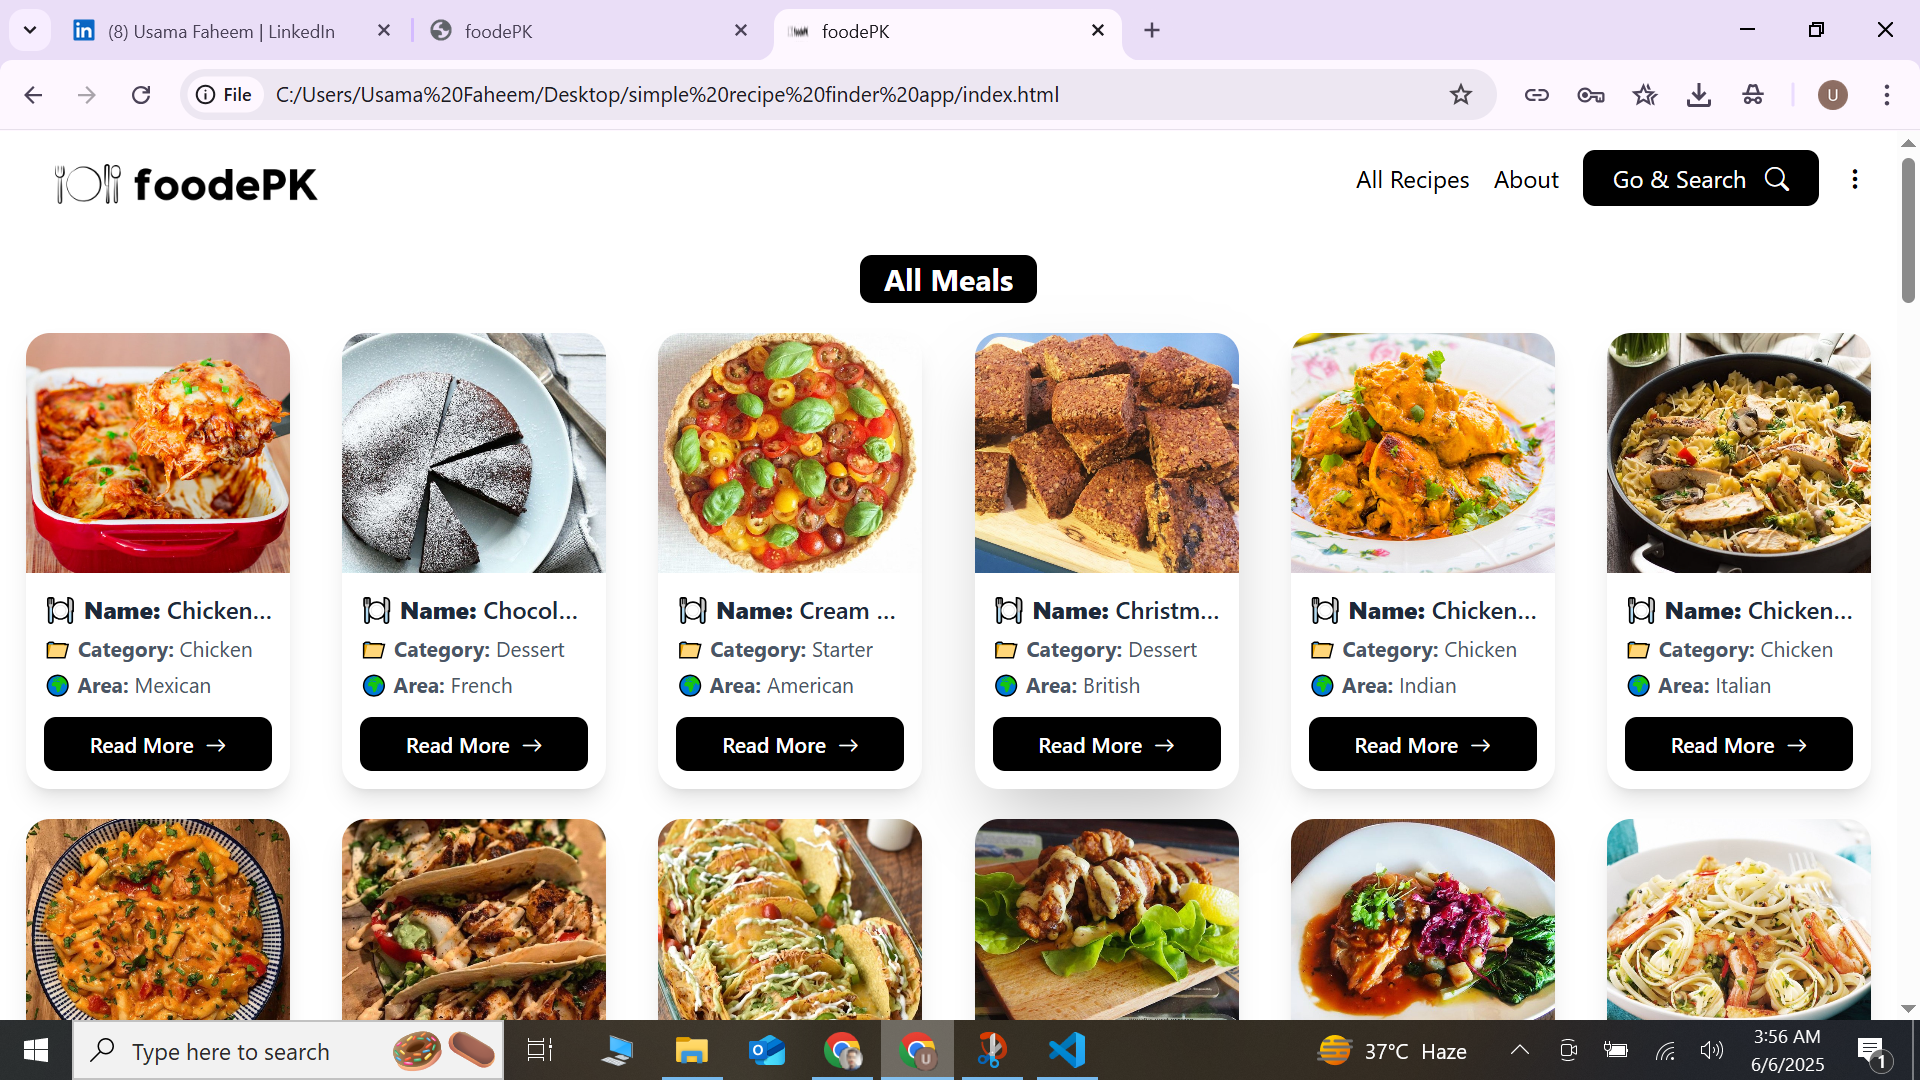 (8) Usama Faheem | LinkedIn
foodePK
foodePK
File
C:/Users/Usama%20Faheem/Desktop/simple%20recipe%20finder%20app/index.html
U
foodePK
All Recipes
About
Go & Search
All Meals
Name: Chicken...
Category: Chicken
Area: Mexican
Read More →
Name: Chocol...
Category: Dessert
Area: French
Read More →
Name: Cream ...
Category: Starter
Area: American
Read More →
Name: Christm...
Category: Dessert
Area: British
Read More →
Name: Chicken...
Category: Chicken
Area: Indian
Read More →
Name: Chicken...
Category: Chicken
Area: Italian
Read More →
Type here to search
U
37°C Haze
3:56 AM
6/6/2025
1